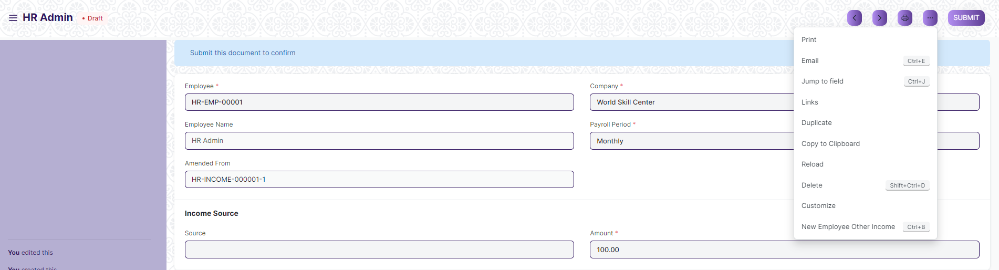 HR Admin
• Draft
SUBMIT
Submit this document to confirm
Print
Email Ctrl+E
Jump to field Ctrl+J
Links
Duplicate
Copy to Clipboard
Reload
Delete Shift+Ctrl+D
Customize
New Employee Other Income Ctrl+B
Employee *
HR-EMP-00001
Company *
World Skill Center
Employee Name
HR Admin
Payroll Period *
Monthly
Amended From
HR-INCOME-000001-1
Income Source
Source
Amount *
100.00
You edited this
You created this